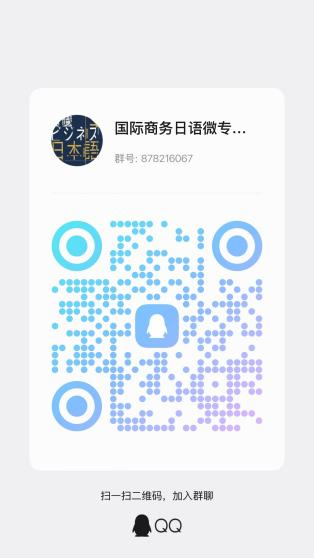 ビジネス
日本語
国际商务日语微专...
群号: 878216067
扫一扫二维码，加入群聊
QQ